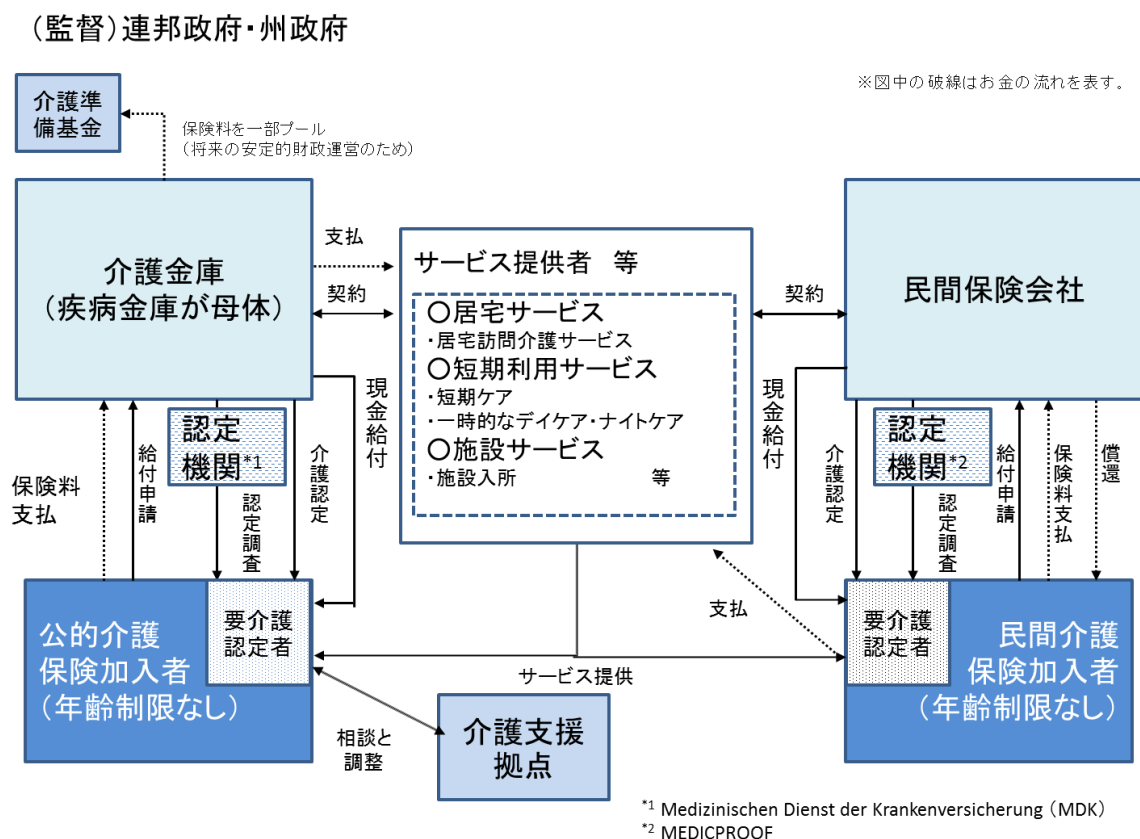 （監督）連邦政府・州政府
※図中の破線はお金の流れを表す。
介護準
備基金
保険料を一部プール
（将来の安定的財政運営のため）
介護金庫
（疾病金庫が母体）
支払
契約
サービス提供者　等
〇居宅サービス
・居宅訪問介護サービス
〇短期利用サービス
・短期ケア
・一時的なデイケア・ナイトケア
〇施設サービス
・施設入所　　　　　　　等
契約
民間保険会社
保険料
支払
給付申請
認定
機関*1
認定調査
介護認定
現金給付
現金給付
介護認定
認定
機関*2
認定調査
給付申請
保険料支払
償還
公的介護
保険加入者
（年齢制限なし）
要介護
認定者
支払
サービス提供
要介護
認定者
民間介護
保険加入者
（年齢制限なし）
相談と
調整
介護支援
拠点
*1 Medizinischen Dienst der Krankenversicherung（MDK）
*2 MEDICPROOF